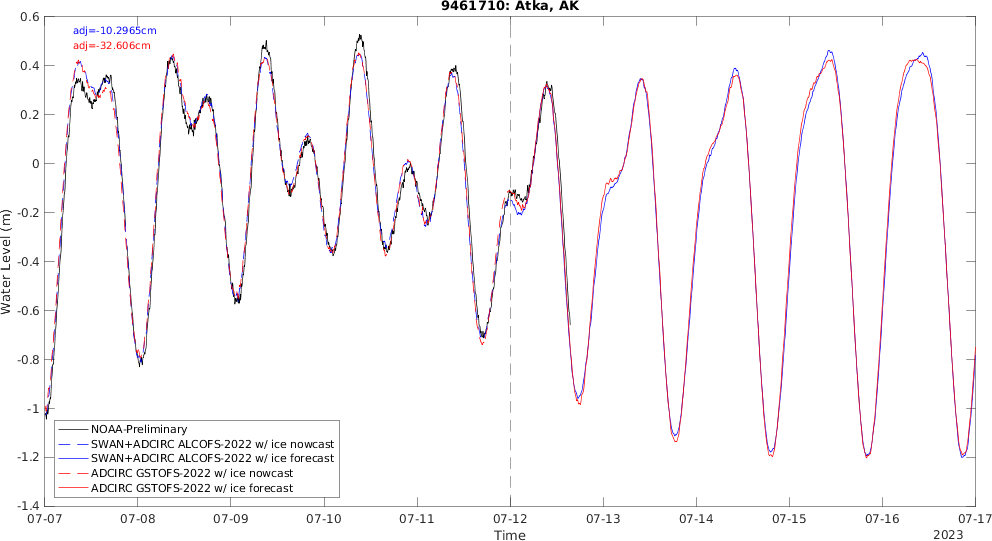 9461710: Atka, AK
adj=-10.2965cm
adj=-32.606cm
0.6
0.4
0.2
0
-0.2
-0.4
-0.6
-0.8
-1
-1.2
-1.4
Water Level (m)
NOAA-Preliminary
SWAN+ADCIRC ALCOFS-2022 w/ ice nowcast
SWAN+ADCIRC ALCOFS-2022 w/ ice forecast
ADCIRC GSTOFS-2022 w/ ice nowcast
ADCIRC GSTOFS-2022 w/ ice forecast
07-07 07-08 07-09 07-10 07-11 07-12 07-13 07-14 07-15 07-16 07-17
Time
2023